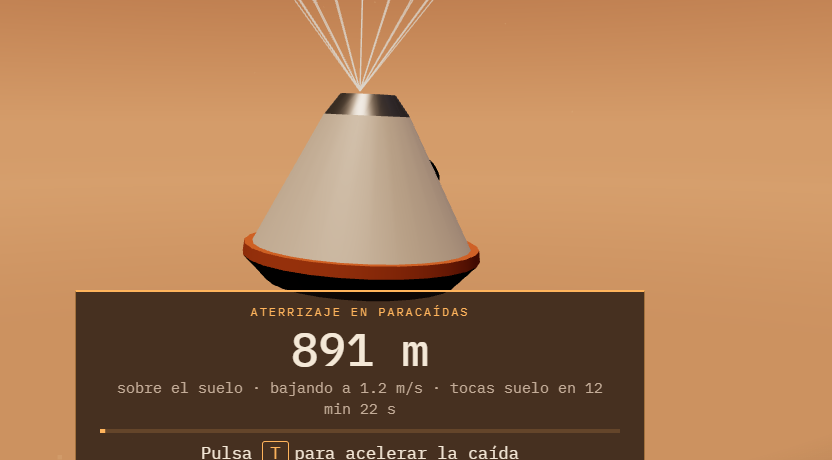 ATERRIZAJE EN PARACAÍDAS
891 m
sobre el suelo · bajando a 1.2 m/s · tocas suelo en 12
min 22 s
Pulsa T para acelerar la caída